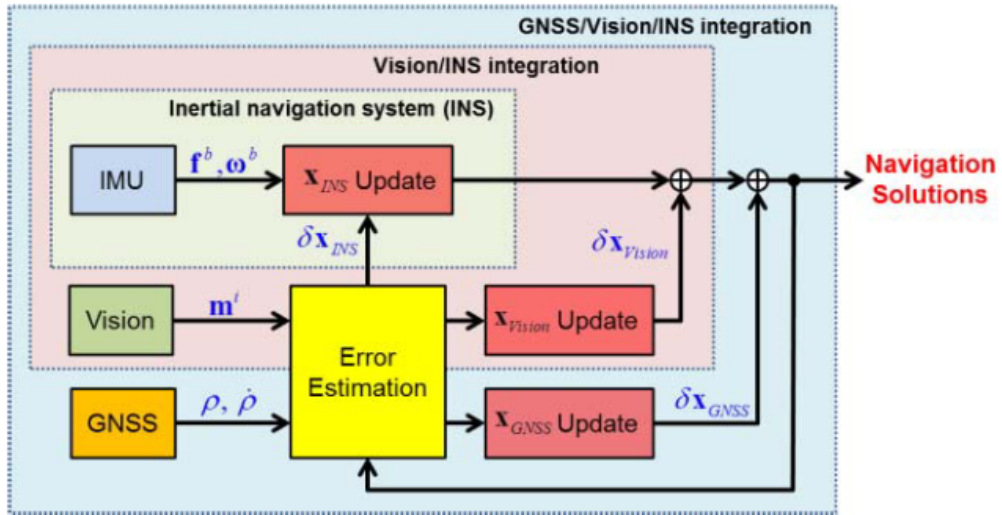 GNSS/Vision/INS integration
Vision/INS integration
Inertial navigation system (INS)
IMU
f^b, ω^b
x_INS Update
Navigation
Solutions
δx_INS
δx_Vision
Vision
m^i
x_Vision Update
Error
Estimation
GNSS
ρ, ρ̇
x_GNSS Update
δx_GNSS